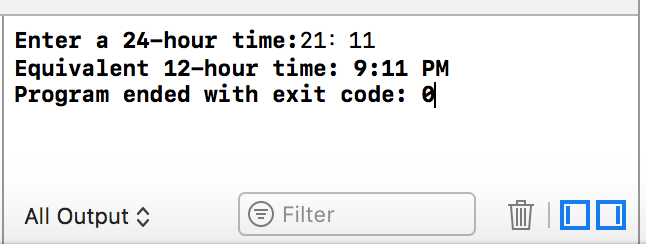 Enter a 24-hour time:21: 11
Equivalent 12-hour time: 9:11 PM
Program ended with exit code: 0
All Output
Filter